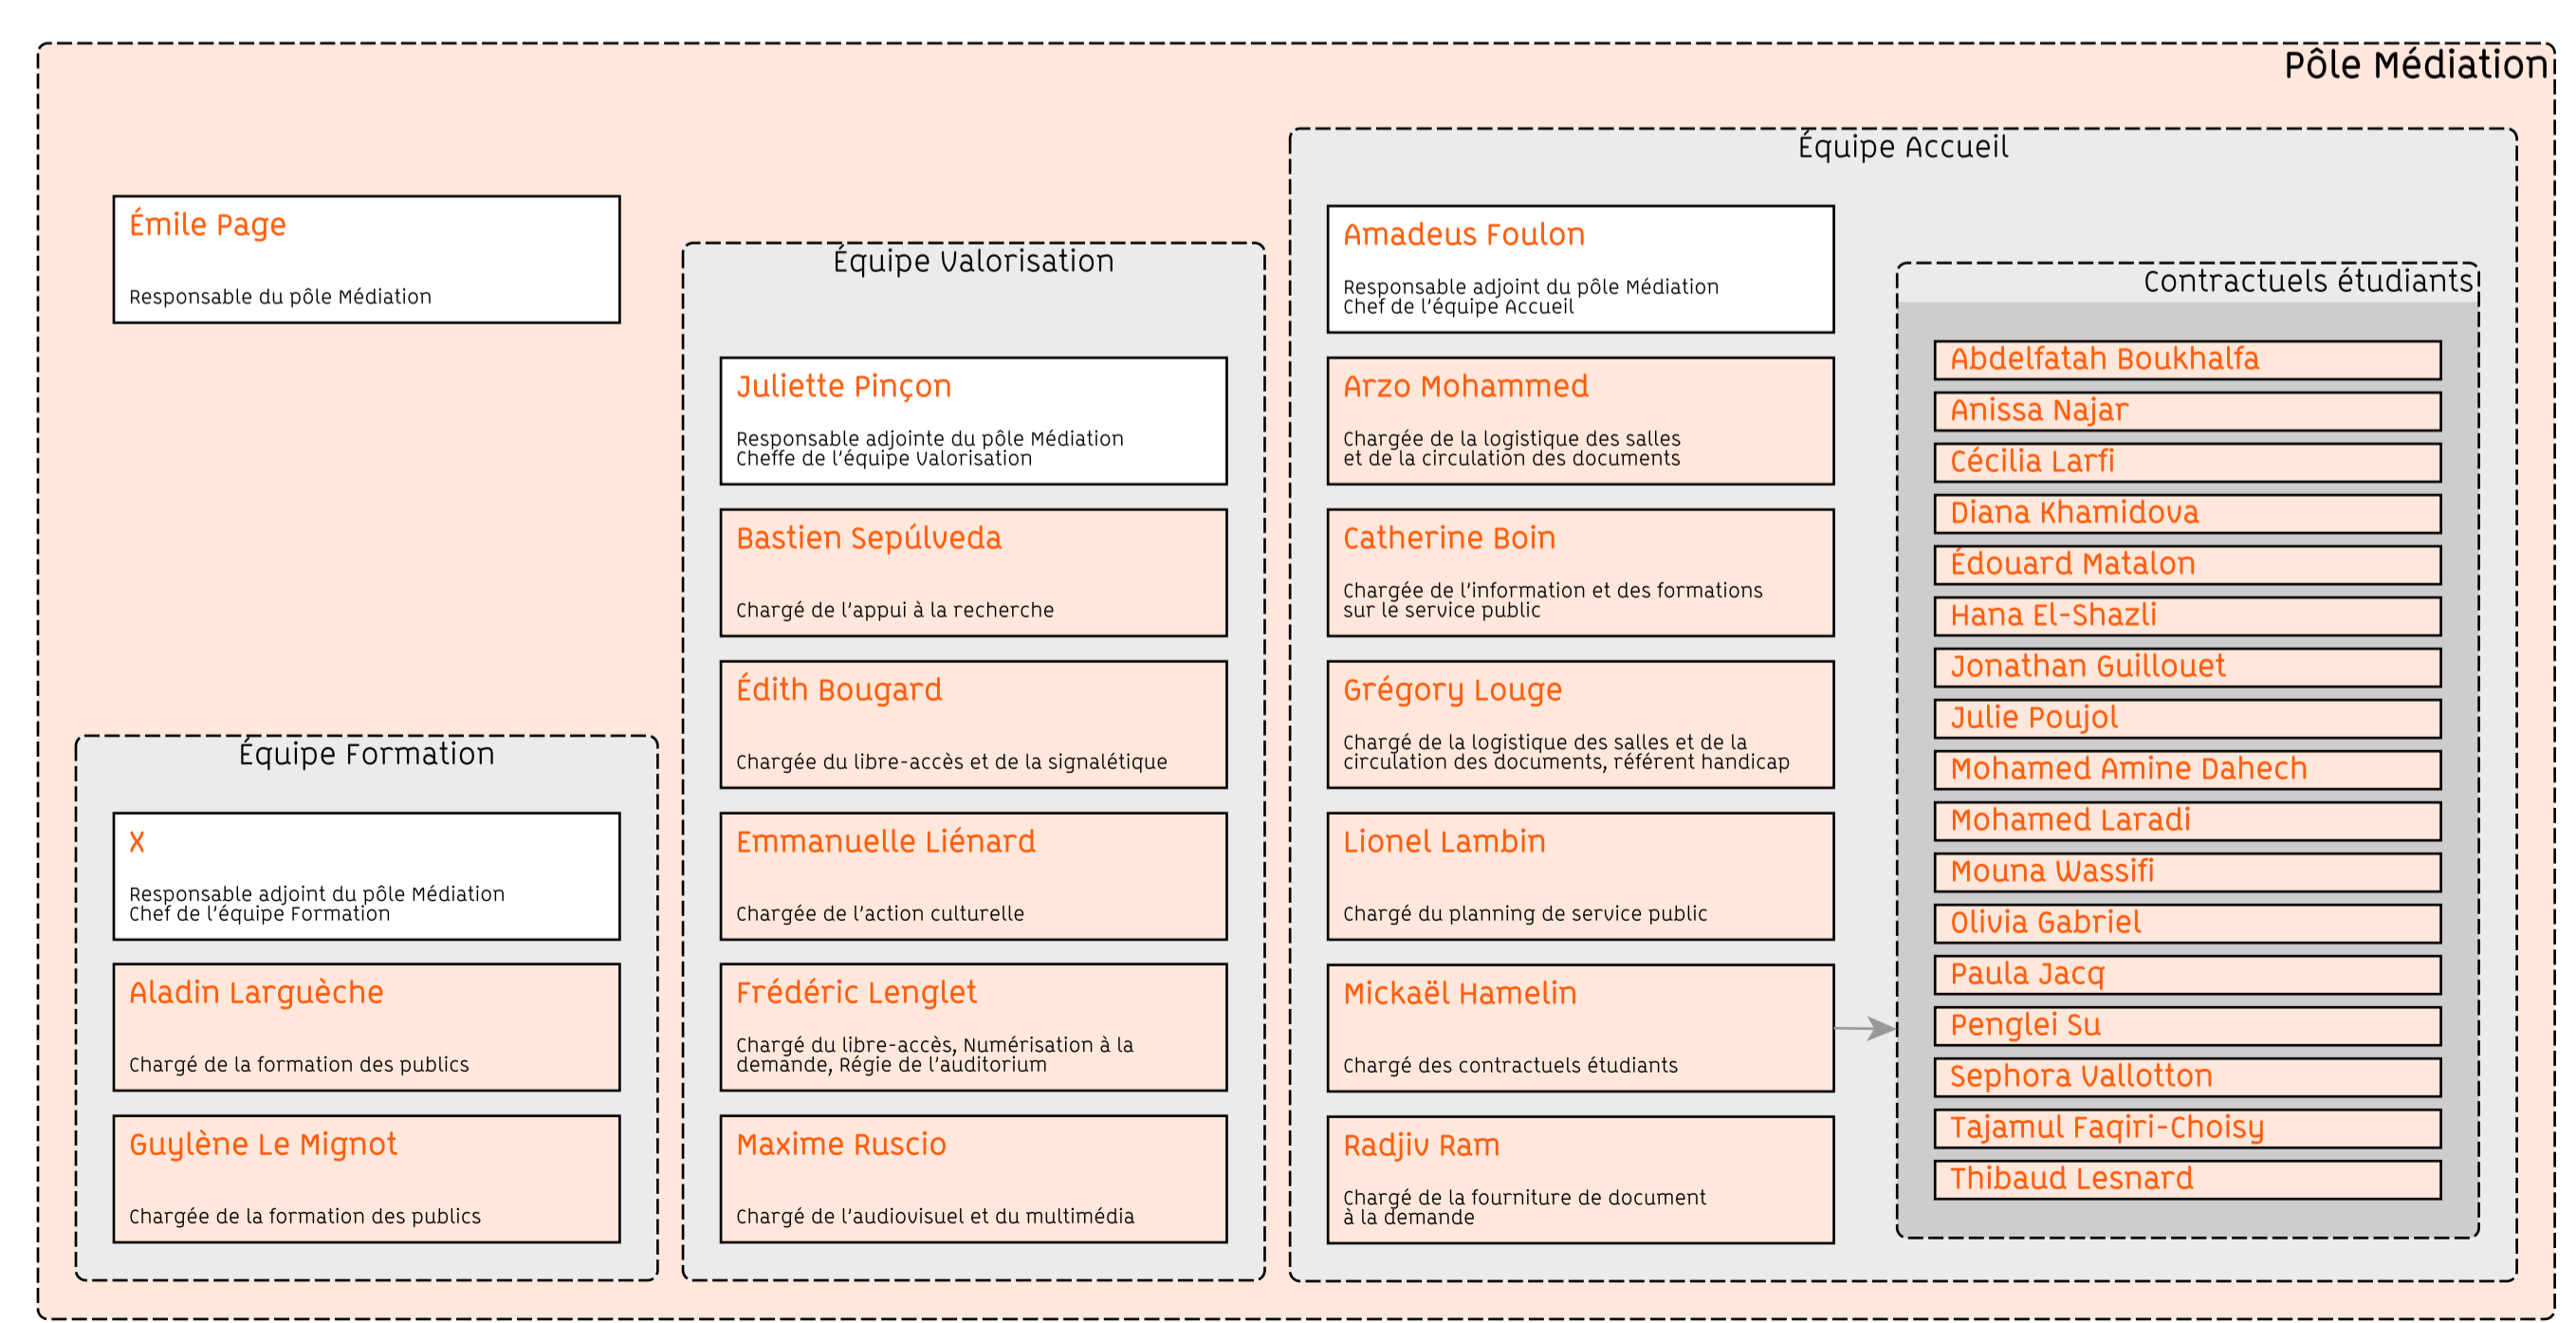 Pôle Médiation
Émile Page
Responsable du pôle Médiation
Équipe Formation
X
Responsable adjoint du pôle Médiation
Chef de l'équipe Formation
Aladin Larguèche
Chargé de la formation des publics
Guylène Le Mignot
Chargée de la formation des publics
Équipe Valorisation
Juliette Pinçon
Responsable adjointe du pôle Médiation
Cheffe de l'équipe Valorisation
Bastien Sepúlveda
Chargé de l'appui à la recherche
Édith Bougard
Chargée du libre-accès et de la signalétique
Emmanuelle Liénard
Chargée de l'action culturelle
Frédéric Lenglet
Chargé du libre-accès, Numérisation à la
demande, Régie de l'auditorium
Maxime Ruscio
Chargé de l'audiovisuel et du multimédia
Équipe Accueil
Amadeus Foulon
Responsable adjoint du pôle Médiation
Chef de l'équipe Accueil
Arzo Mohammed
Chargée de la logistique des salles
et de la circulation des documents
Catherine Boin
Chargée de l'information et des formations
sur le service public
Grégory Louge
Chargé de la logistique des salles et de la
circulation des documents, référent handicap
Lionel Lambin
Chargé du planning de service public
Mickaël Hamelin
Chargé des contractuels étudiants
Radjiv Ram
Chargé de la fourniture de document
à la demande
Contractuels étudiants
Abdelfatah Boukhalfa
Anissa Najar
Cécilia Larfi
Diana Khamidova
Édouard Matalon
Hana El-Shazli
Jonathan Guillouet
Julie Poujol
Mohamed Amine Dahech
Mohamed Laradi
Mouna Wassifi
Olivia Gabriel
Paula Jacq
Penglei Su
Sephora Vallotton
Tajamul Faqiri-Choisy
Thibaud Lesnard